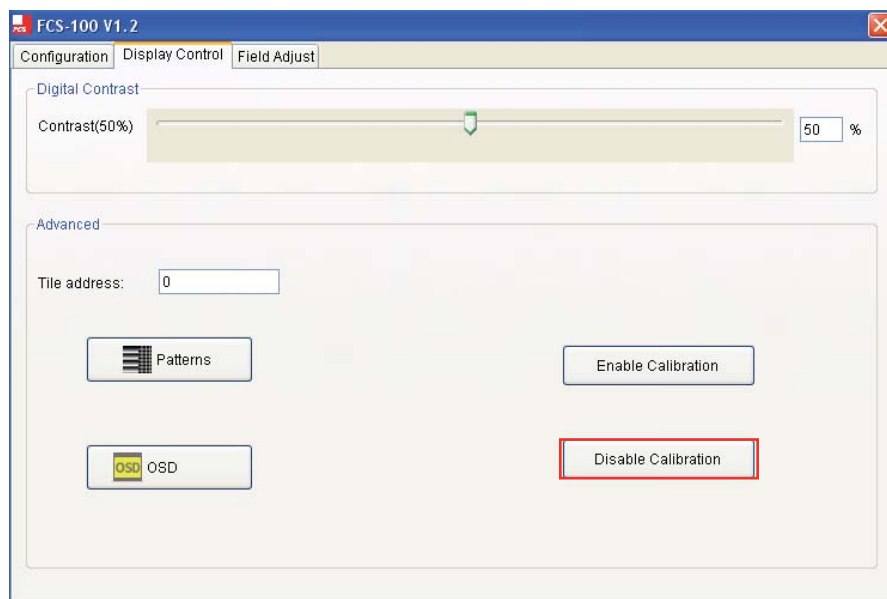 FCS FCS-100 V1.2
Configuration Display Control Field Adjust
Digital Contrast
Contrast(50%) 50 %
Advanced
Tile address: 0
Patterns
Enable Calibration
OSD OSD
Disable Calibration